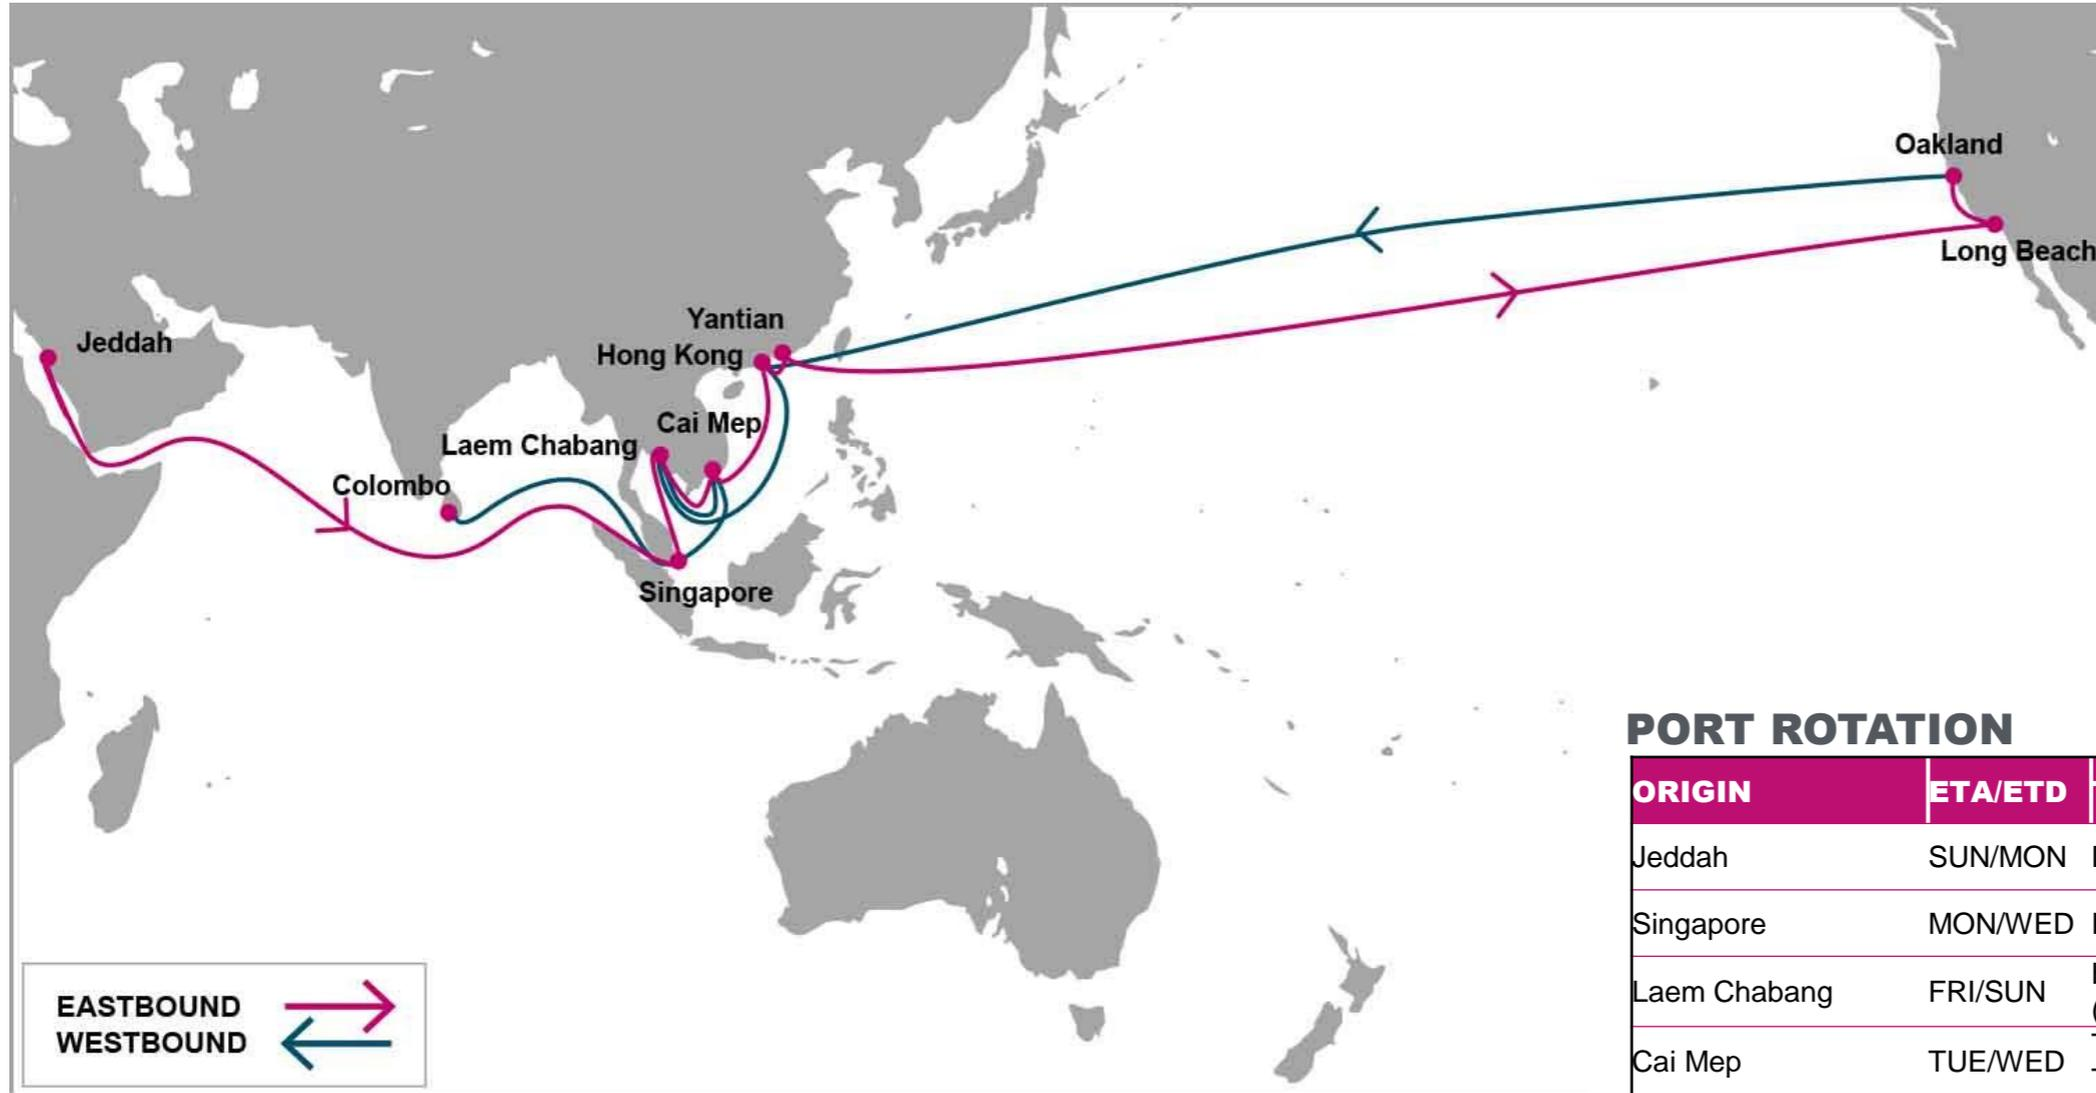 Oakland
Long Beach
Yantian
Hong Kong
Jeddah
Cai Mep
Laem Chabang
Colombo
Singapore
PORT ROTATION
ORIGIN ETA/ETD
Jeddah SUN/MON
Singapore MON/WED
Laem Chabang FRI/SUN
Cai Mep TUE/WED
EASTBOUND
WESTBOUND